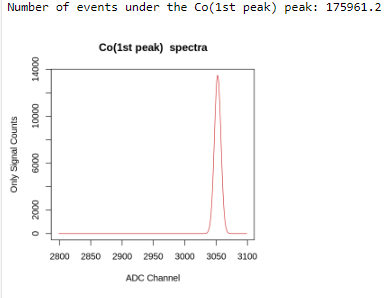 Number of events under the Co(1st peak) peak: 175961.2
Co(1st peak)  spectra
14000
10000
6000
2000
0
Only Signal Counts
2800 2850 2900 2950 3000 3050 3100
ADC Channel